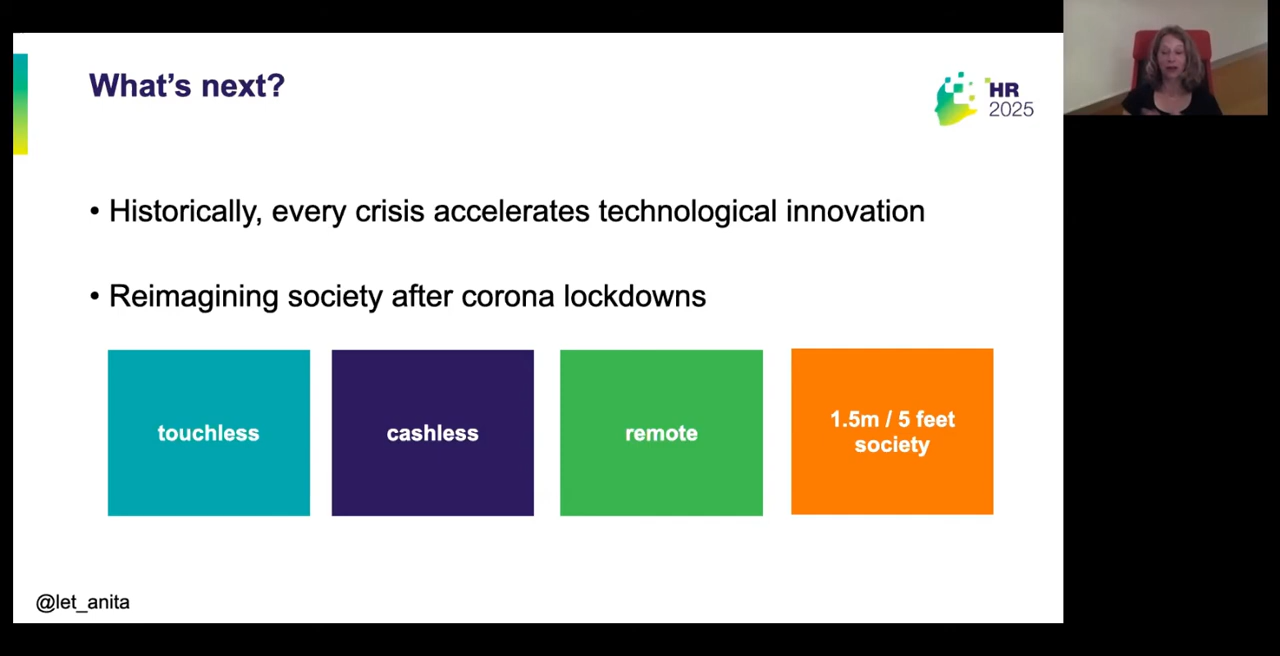 What's next?
HR
2025
• Historically, every crisis accelerates technological innovation
• Reimagining society after corona lockdowns
touchless
cashless
remote
1.5m / 5 feet
society
@let_anita